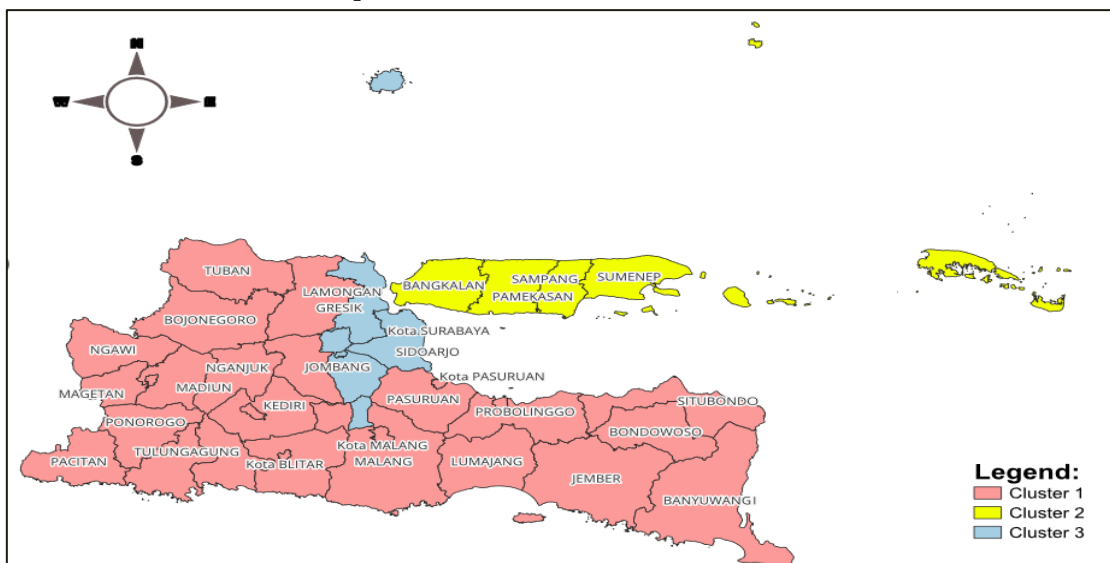 N
W
E
S
TUBAN
LAMONGAN
GRESIK
BANGKALAN
SAMPANG
SUMENEP
PAMEKASAN
BOJONEGORO
Kota SURABAYA
SIDOARJO
NGAWI
NGANJUK
JOMBANG
Kota PASURUAN
MAGETAN
MADIUN
KEDIRI
PASURUAN
PROBOLINGGO
SITUBONDO
PONOROGO
BONDOWOSO
PACITAN
TULUNGAGUNG
Kota BLITAR
Kota MALANG
MALANG
LUMAJANG
JEMBER
BANYUWANGI
Legend:
Cluster 1
Cluster 2
Cluster 3